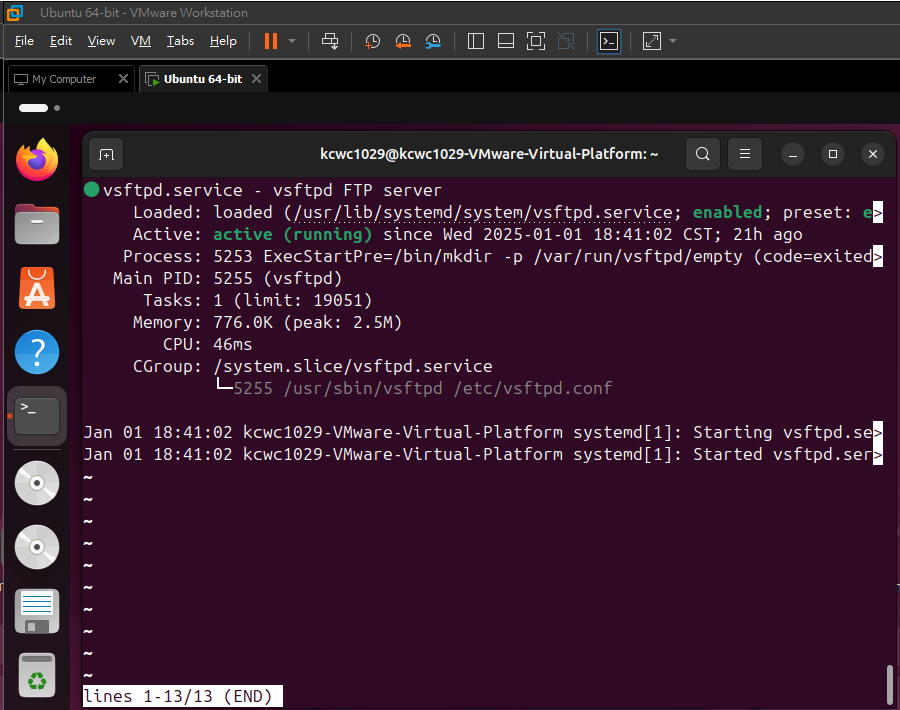 Ubuntu 64-bit - VMware Workstation
File Edit View VM Tabs Help
My Computer Ubuntu 64-bit
kcwc1029@kcwc1029-VMware-Virtual-Platform: ~
vsftpd.service - vsftpd FTP server
Loaded: loaded (/usr/lib/systemd/system/vsftpd.service; enabled; preset: e>
Active: active (running) since Wed 2025-01-01 18:41:02 CST; 21h ago
Process: 5253 ExecStartPre=/bin/mkdir -p /var/run/vsftpd/empty (code=exited>
Main PID: 5255 (vsftpd)
Tasks: 1 (limit: 19051)
Memory: 776.0K (peak: 2.5M)
CPU: 46ms
CGroup: /system.slice/vsftpd.service
└─5255 /usr/sbin/vsftpd /etc/vsftpd.conf
Jan 01 18:41:02 kcwc1029-VMware-Virtual-Platform systemd[1]: Starting vsftpd.se>
Jan 01 18:41:02 kcwc1029-VMware-Virtual-Platform systemd[1]: Started vsftpd.ser>
~
~
~
~
~
~
~
~
~
~
lines 1-13/13 (END)